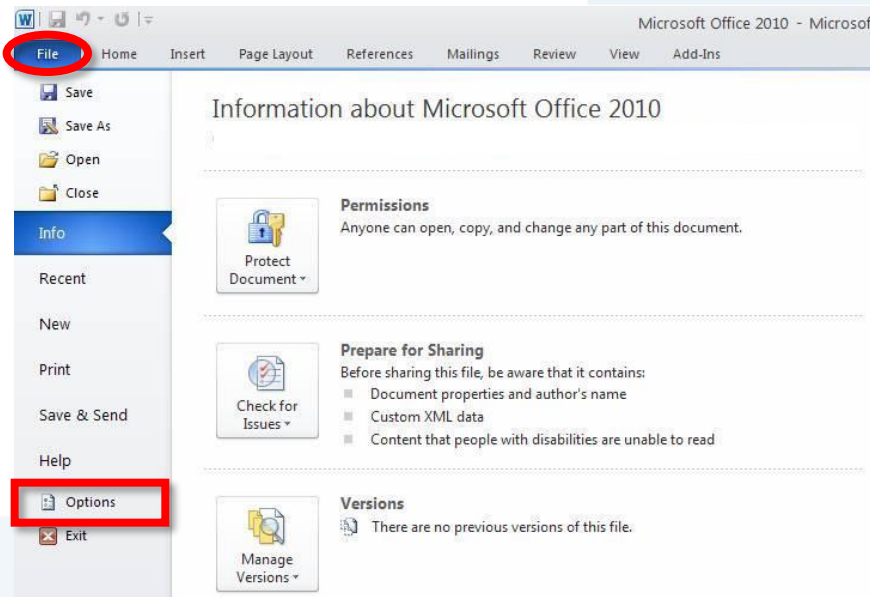 W
Microsoft Office 2010 - Microsof
File Home Insert Page Layout References Mailings Review View Add-Ins
Save
Save As
Open
Close
Info
Recent
New
Print
Save & Send
Help
Options
Exit
Information about Microsoft Office 2010
Protect
Document
Permissions
Anyone can open, copy, and change any part of this document.
Check for
Issues
Prepare for Sharing
Before sharing this file, be aware that it contains:
Document properties and author's name
Custom XML data
Content that people with disabilities are unable to read
Manage
Versions
Versions
There are no previous versions of this file.